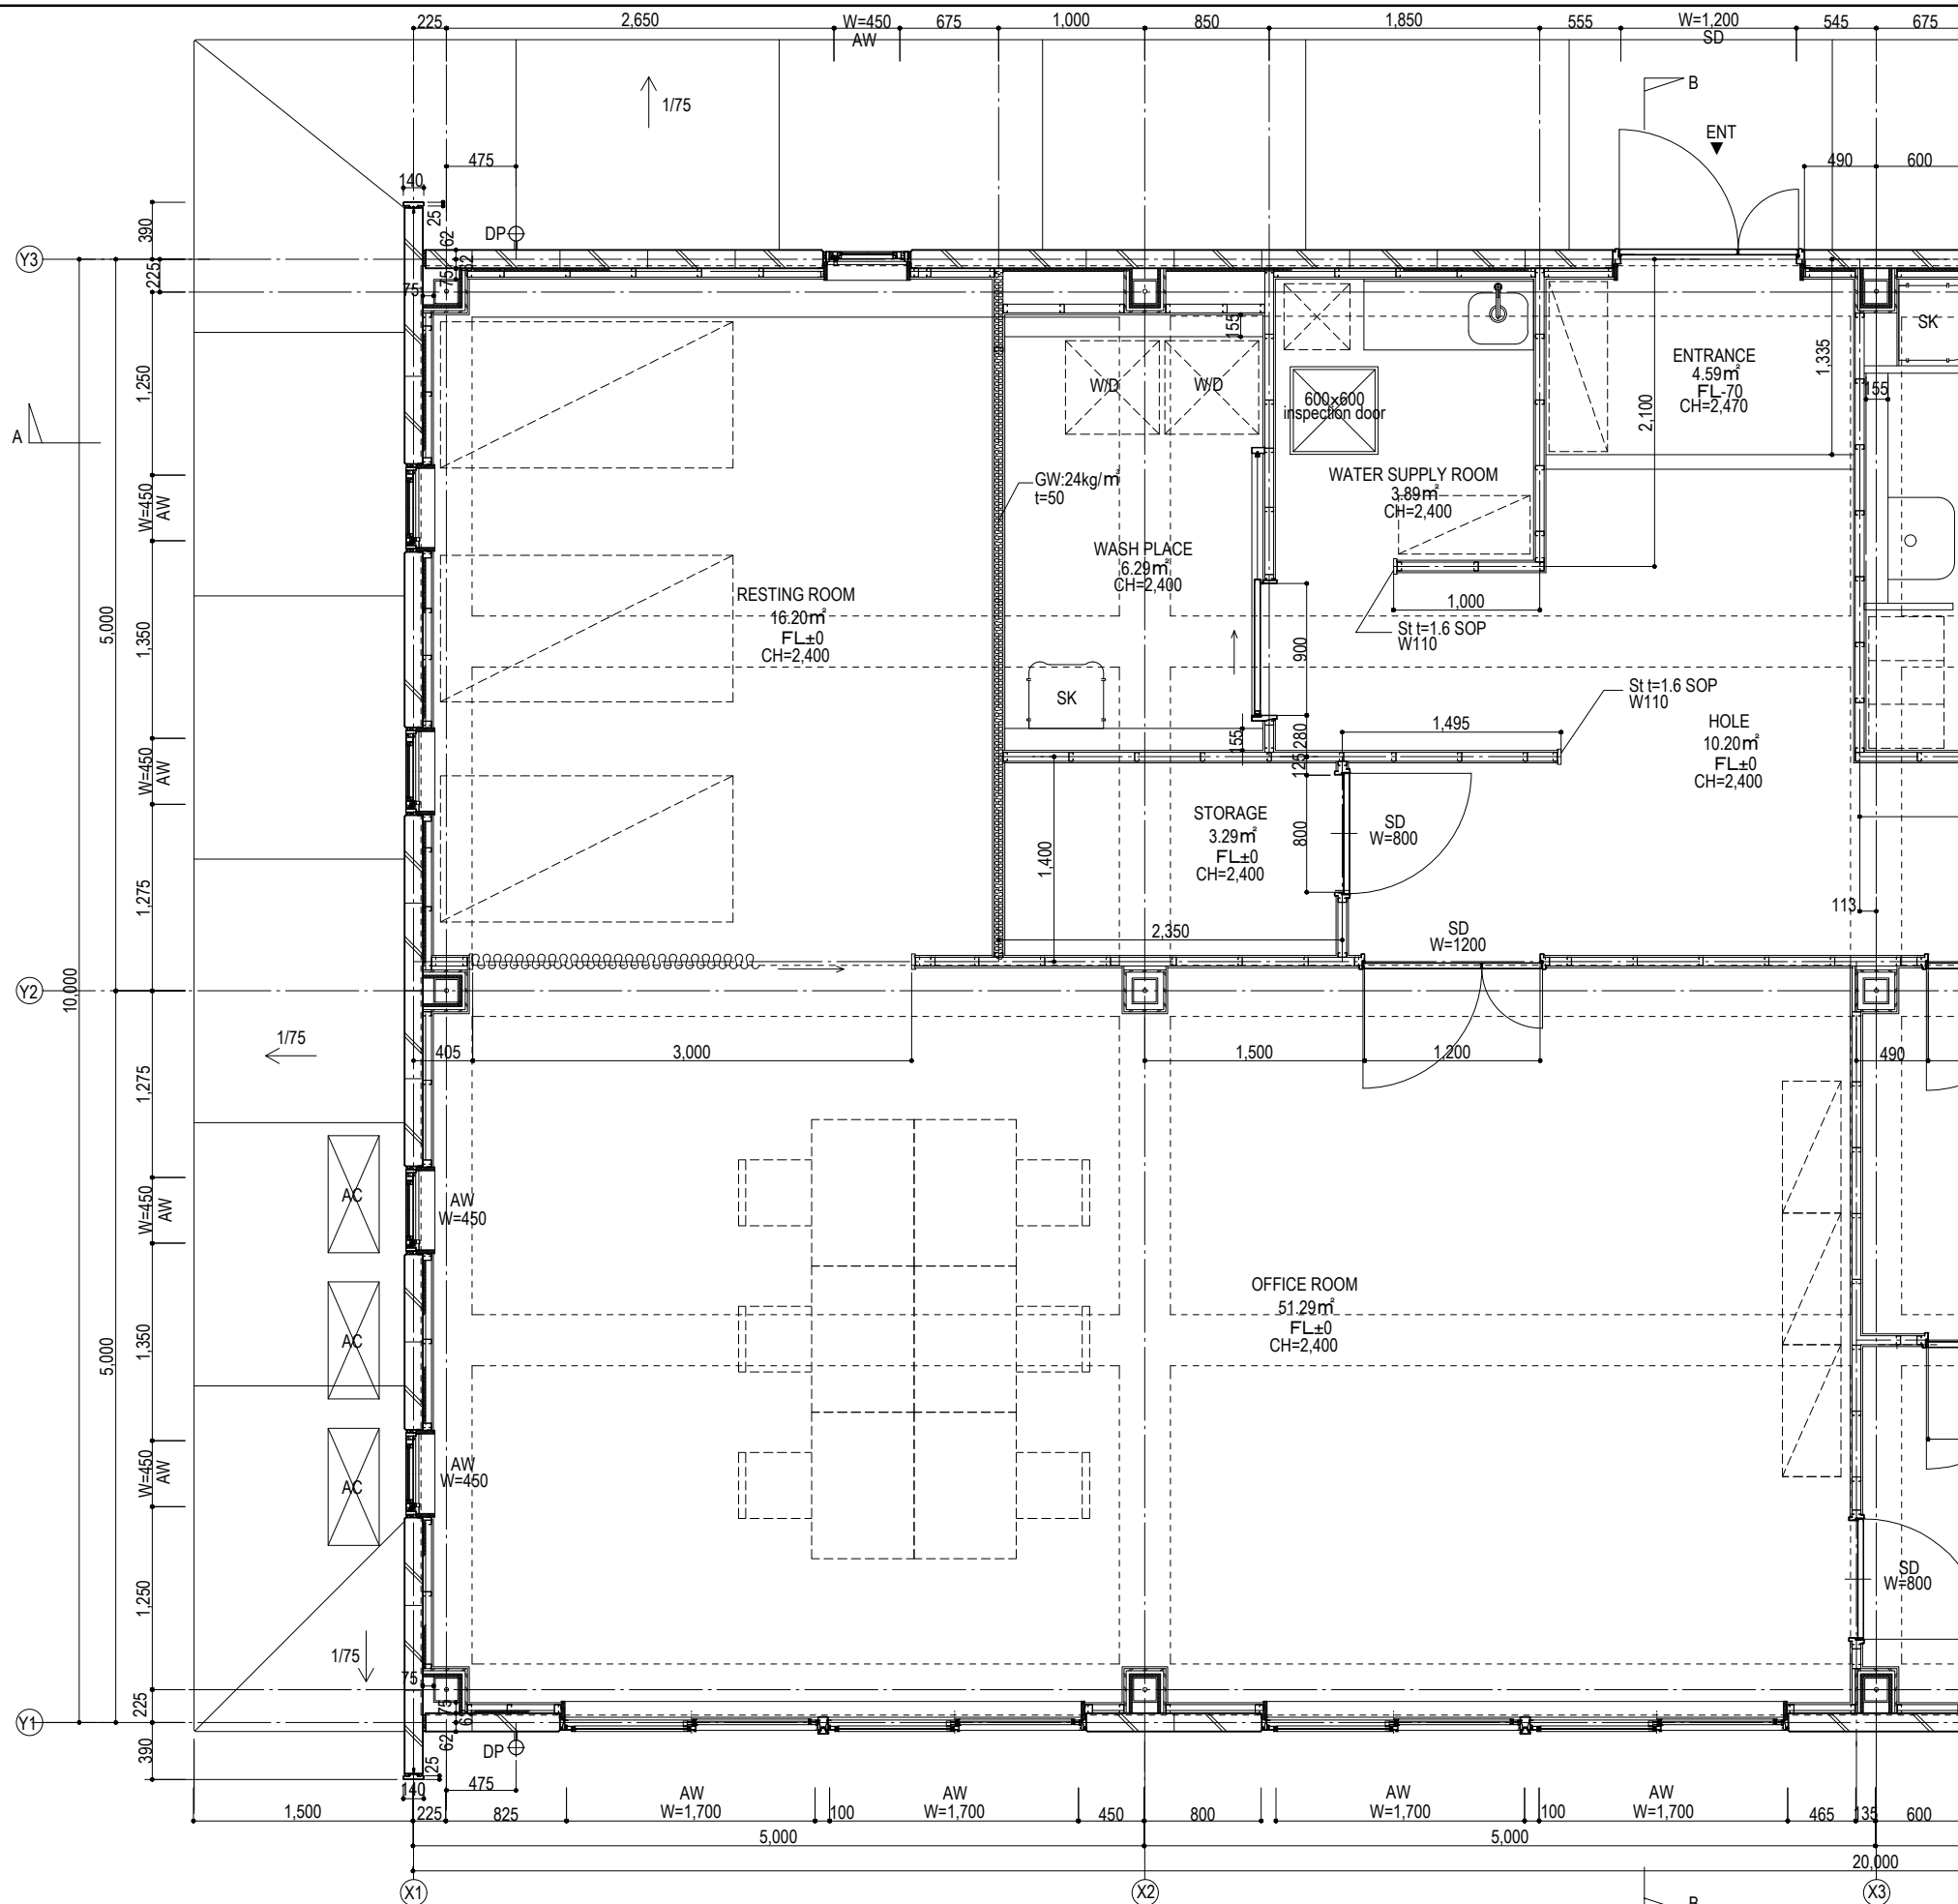 225
2,650
W=450
AW
675
1,000
850
1,850
555
W=1,200
SD
545
675
1/75
B
ENT
475
490
600
140
25
390
62
62
DP
Y3
225
75
75
SK
155
ENTRANCE
4.59㎡
FL-70
CH=2,470
1,335
155
W/D
W/D
600×600
inspection door
2,100
1,250
A
GW:24kg/㎡
t=50
WATER SUPPLY ROOM
3.89㎡
CH=2,400
W=450
AW
WASH PLACE
6.29㎡
CH=2,400
RESTING ROOM
16.20㎡
FL±0
CH=2,400
1,000
St t=1.6 SOP
W110
5,000
1,350
900
SK
St t=1.6 SOP
W110
1,495
HOLE
10.20㎡
FL±0
CH=2,400
155
280
125
W=450
AW
STORAGE
3.29㎡
FL±0
CH=2,400
800
SD
W=800
1,400
1,275
113
2,350
SD
W=1200
Y2
10,000
1/75
405
3,000
1,500
1,200
490
1,275
AC
AW
W=450
W=450
AW
OFFICE ROOM
51.29㎡
FL±0
CH=2,400
5,000
1,350
AC
AC
AW
W=450
W=450
AW
SD
W=800
1,250
1/75
75
225
75
Y1
62
390
DP
25
140
475
1,500
225
825
AW
W=1,700
100
AW
W=1,700
450
800
AW
W=1,700
100
AW
W=1,700
465
135
600
5,000
5,000
20,000
X1
X2
B
X3